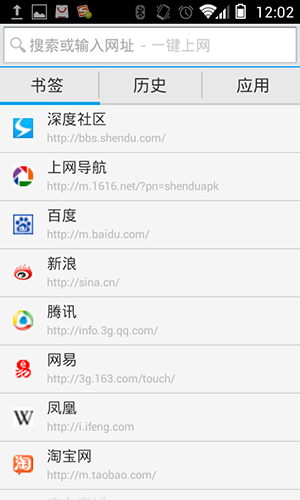 12:02
搜索或输入网址 - 一键上网
书签 历史 应用
深度社区
http://bbs.shendu.com/
上网导航
http://m.1616.net/?pn=shenduapk
百度
http://m.baidu.com/
新浪
http://sina.cn/
腾讯
http://info.3g.qq.com/
网易
http://3g.163.com/touch/
凤凰
http://i.ifeng.com
淘宝网
http://m.taobao.com/